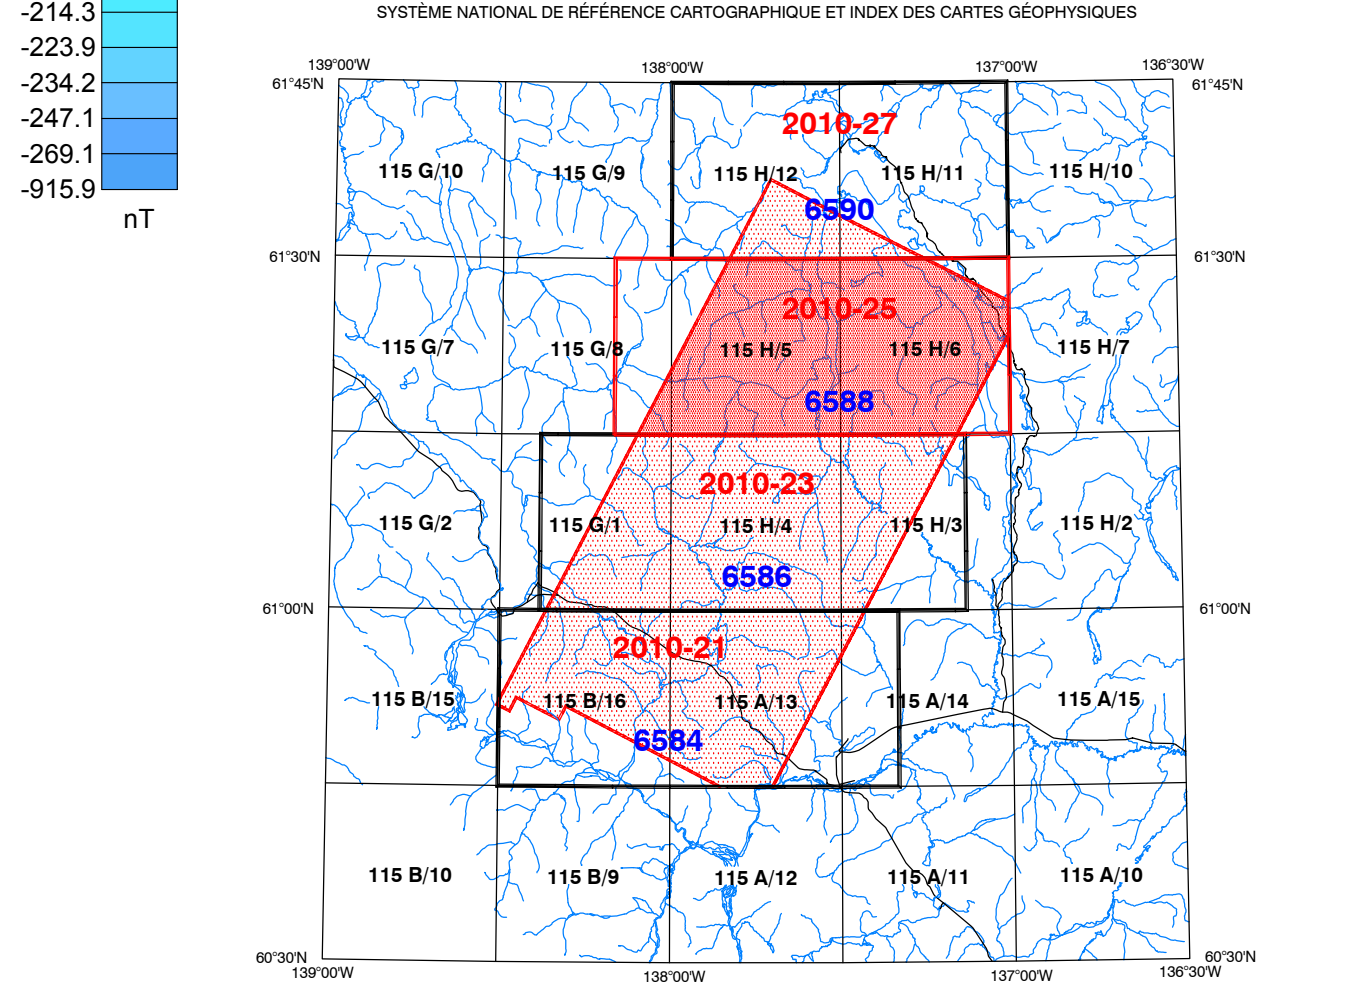 -214.3
-223.9
-234.2
-247.1
-269.1
-915.9
nT
SYSTÈME NATIONAL DE RÉFÉRENCE CARTOGRAPHIQUE ET INDEX DES CARTES GÉOPHYSIQUES
139°00'W 138°00'W 137°00'W 136°30'W
61°45'N 61°45'N
2010-27
115 G/10 115 G/9 115 H/12 115 H/11 115 H/10
6590
61°30'N 61°30'N
2010-25
115 G/7 115 G/8 115 H/5 115 H/6 115 H/7
6588
2010-23
115 G/2 115 G/1 115 H/4 115 H/3 115 H/2
6586
61°00'N 61°00'N
2010-21
115 B/15 115 B/16 115 A/13 115 A/14 115 A/15
6584
115 B/10 115 B/9 115 A/12 115 A/11 115 A/10
60°30'N 60°30'N
139°00'W 138°00'W 137°00'W 136°30'W